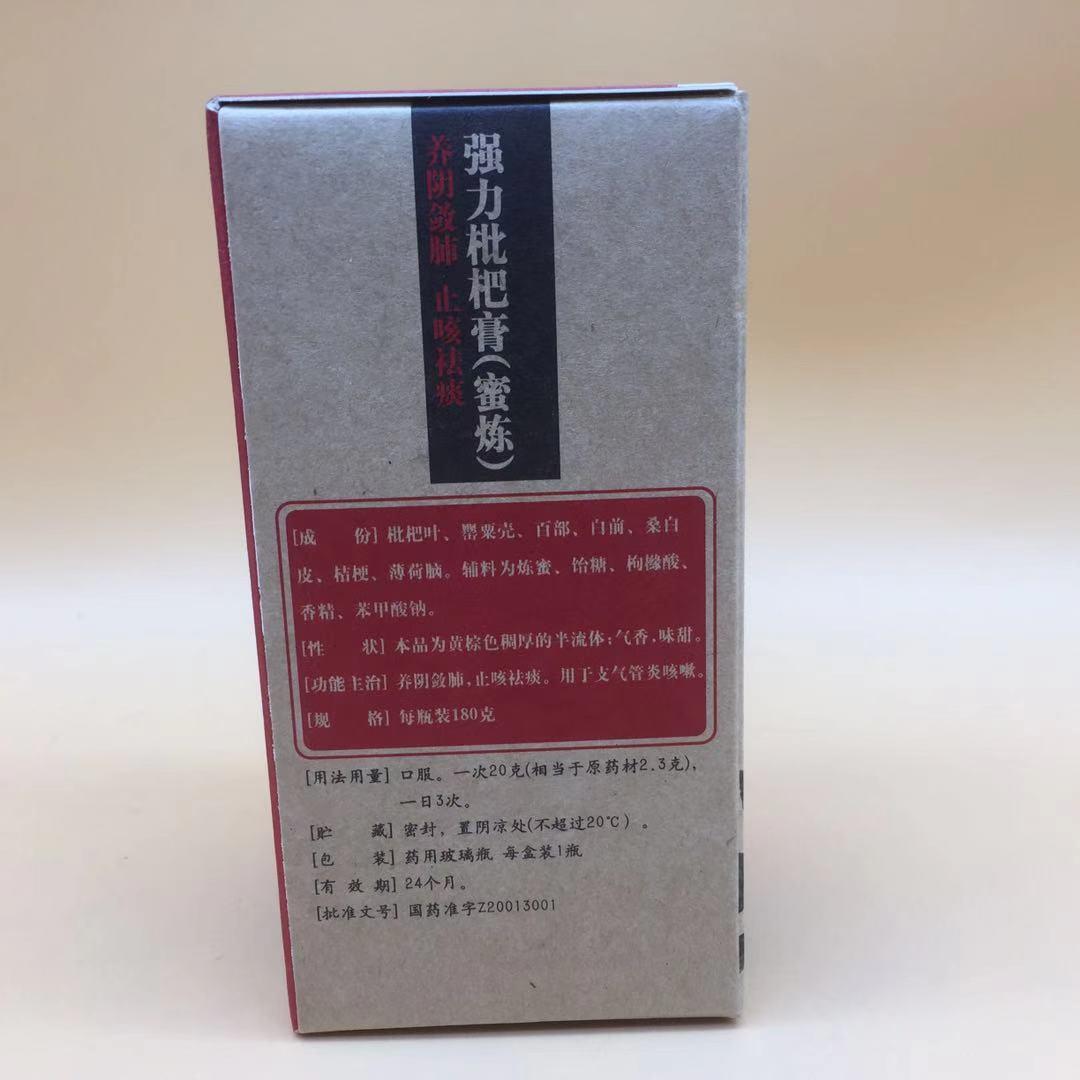 强力枇杷膏(蜜炼)
养阴敛肺 止咳祛痰
[成 份] 枇杷叶、罂粟壳、百部、白前、桑白
皮、桔梗、薄荷脑。辅料为炼蜜、饴糖、枸橼酸、
香精、苯甲酸钠。
[性 状] 本品为黄棕色稠厚的半流体;气香,味甜。
[功能主治] 养阴敛肺,止咳祛痰。用于支气管炎咳嗽。
[规 格] 每瓶装180克
[用法用量] 口服。一次20克(相当于原药材2.3克),
一日3次。
[贮 藏] 密封，置阴凉处(不超过20℃) 。
[包 装] 药用玻璃瓶 每盒装1瓶
[有 效 期] 24个月。
[批准文号] 国药准字Z20013001